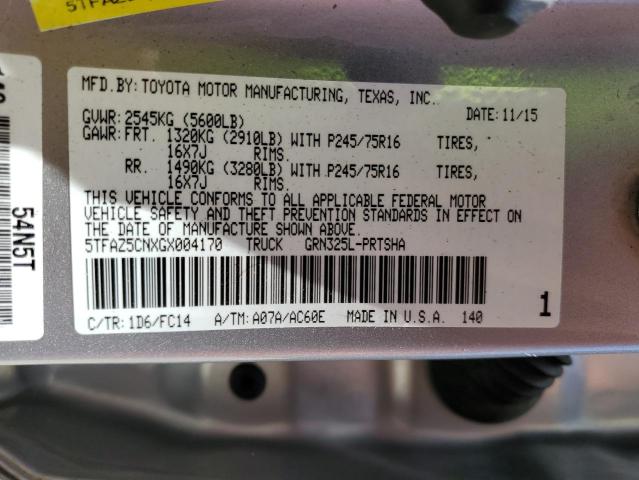 5TFAZ5
54N5T
MFD.BY:TOYOTA MOTOR MANUFACTURING, TEXAS, INC.
GVWR:2545KG (5600LB) DATE:11/15
GAWR:FRT. 1320KG (2910LB) WITH P245/75R16 TIRES,
16X7J RIMS.
RR. 1490KG (3280LB) WITH P245/75R16 TIRES,
16X7J RIMS.
THIS VEHICLE CONFORMS TO ALL APPLICABLE FEDERAL MOTOR
VEHICLE SAFETY AND THEFT PREVENTION STANDARDS IN EFFECT ON
THE DATE OF MANUFACTURE SHOWN ABOVE.
5TFAZ5CNXGX004170 TRUCK GRN325L-PRTSHA
1
C/TR:1D6/FC14 A/TM:A07A/AC60E MADE IN U.S.A. 140